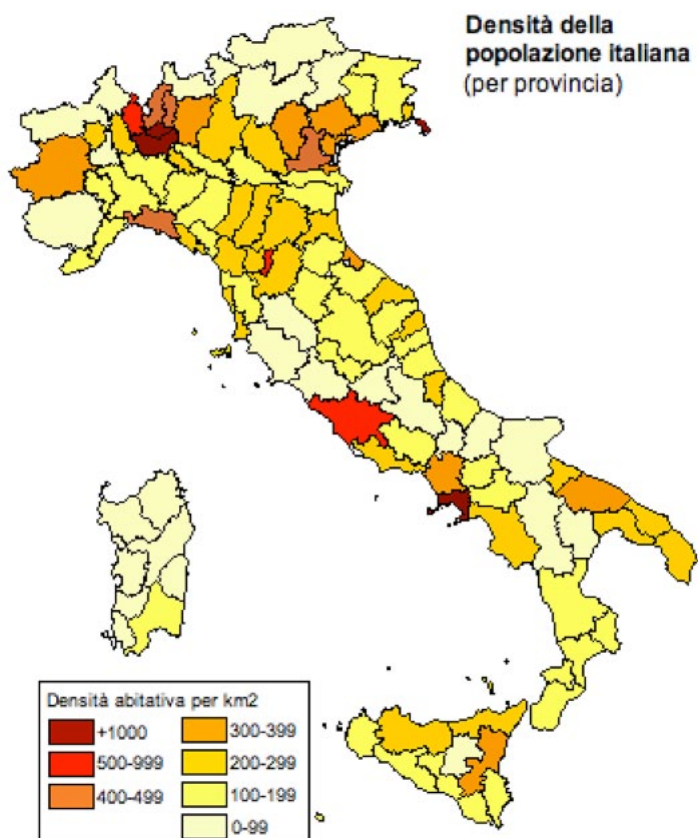 Densità della
popolazione italiana
(per provincia)
Densità abitativa per km2
+1000
500-999
400-499
300-399
200-299
100-199
0-99